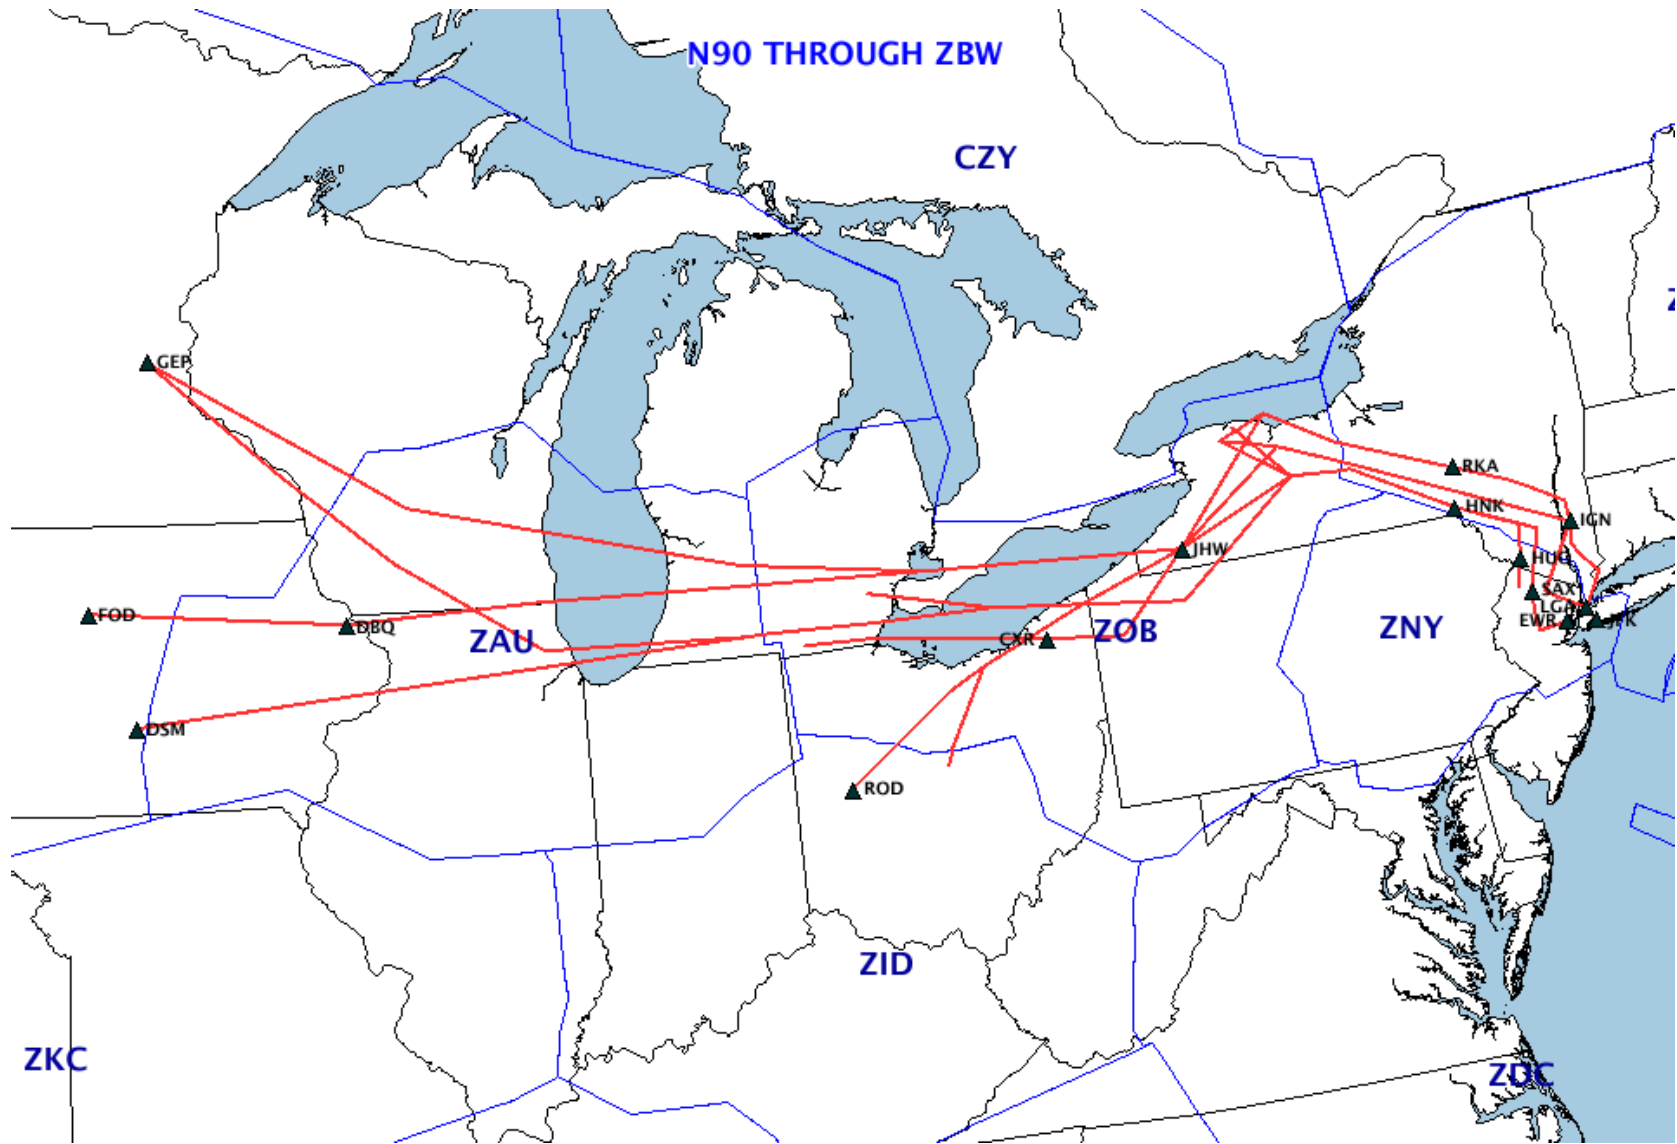 N90 THROUGH ZBW
CZY
Z
GEP
RKA
HNK
IGN
JHW
HUO
SAX
LGA
EWR
JFK
FOD
DBQ
ZAU
CXR
ZOB
ZNY
DSM
ROD
ZID
ZKC
ZDC